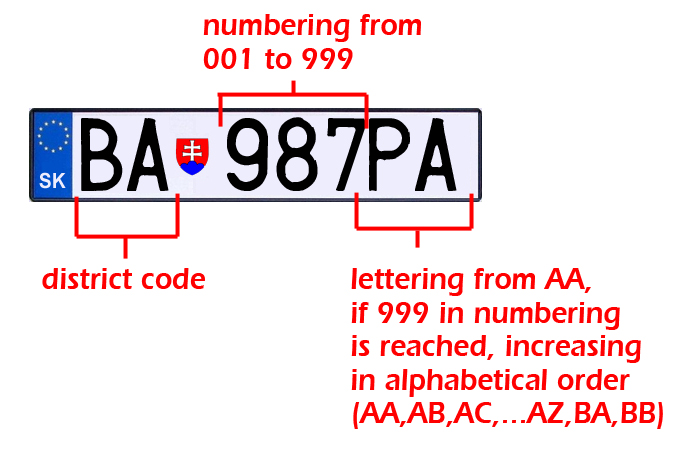 numbering from
001 to 999
SK BA 987PA
district code
lettering from AA,
if 999 in numbering
is reached, increasing
in alphabetical order
(AA,AB,AC,...AZ,BA,BB)